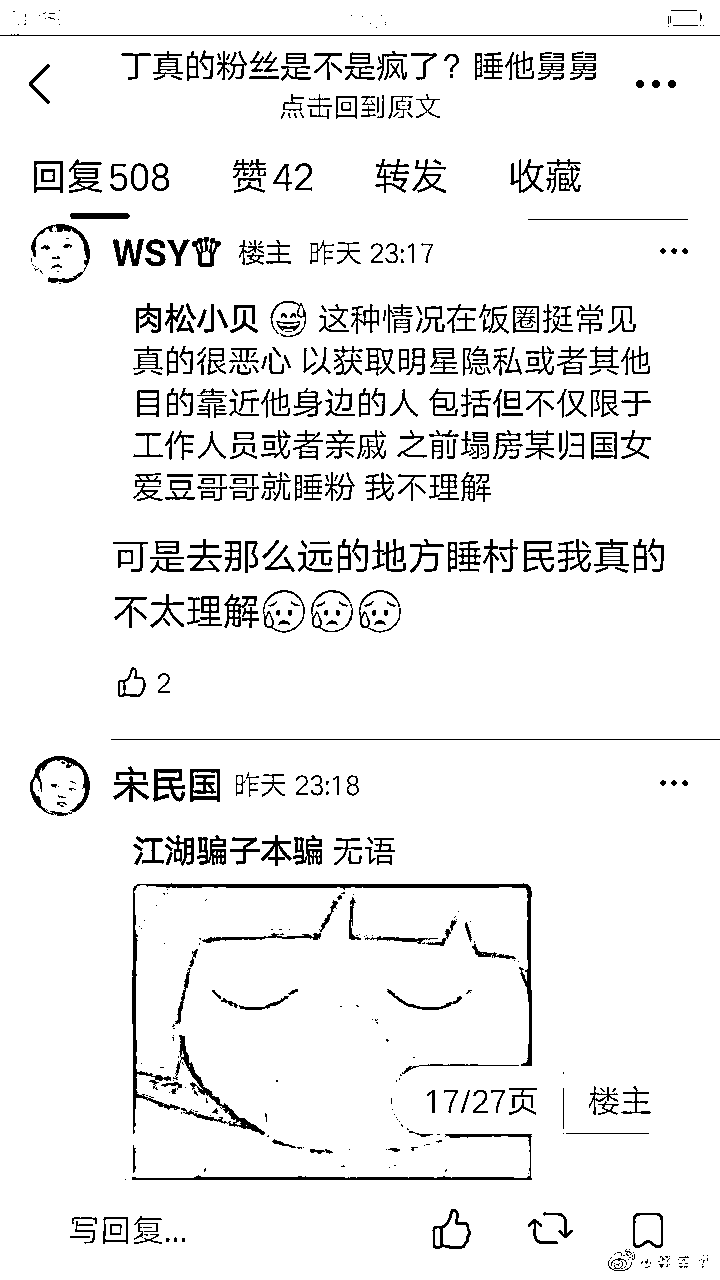 丁真的粉丝是不是疯了？睡他舅舅
点击回到原文
回复508 赞42 转发 收藏
WSY 楼主 昨天 23:17
肉松小贝 😅 这种情况在饭圈挺常见
真的很恶心 以获取明星隐私或者其他
目的靠近他身边的人 包括但不仅限于
工作人员或者亲戚 之前塌房某归国女
爱豆哥哥就睡粉 我不理解
可是去那么远的地方睡村民我真的
不太理解😥😥😥
2
宋民国 昨天 23:18
江湖骗子本骗 无语
17/27页 楼主
写回复...